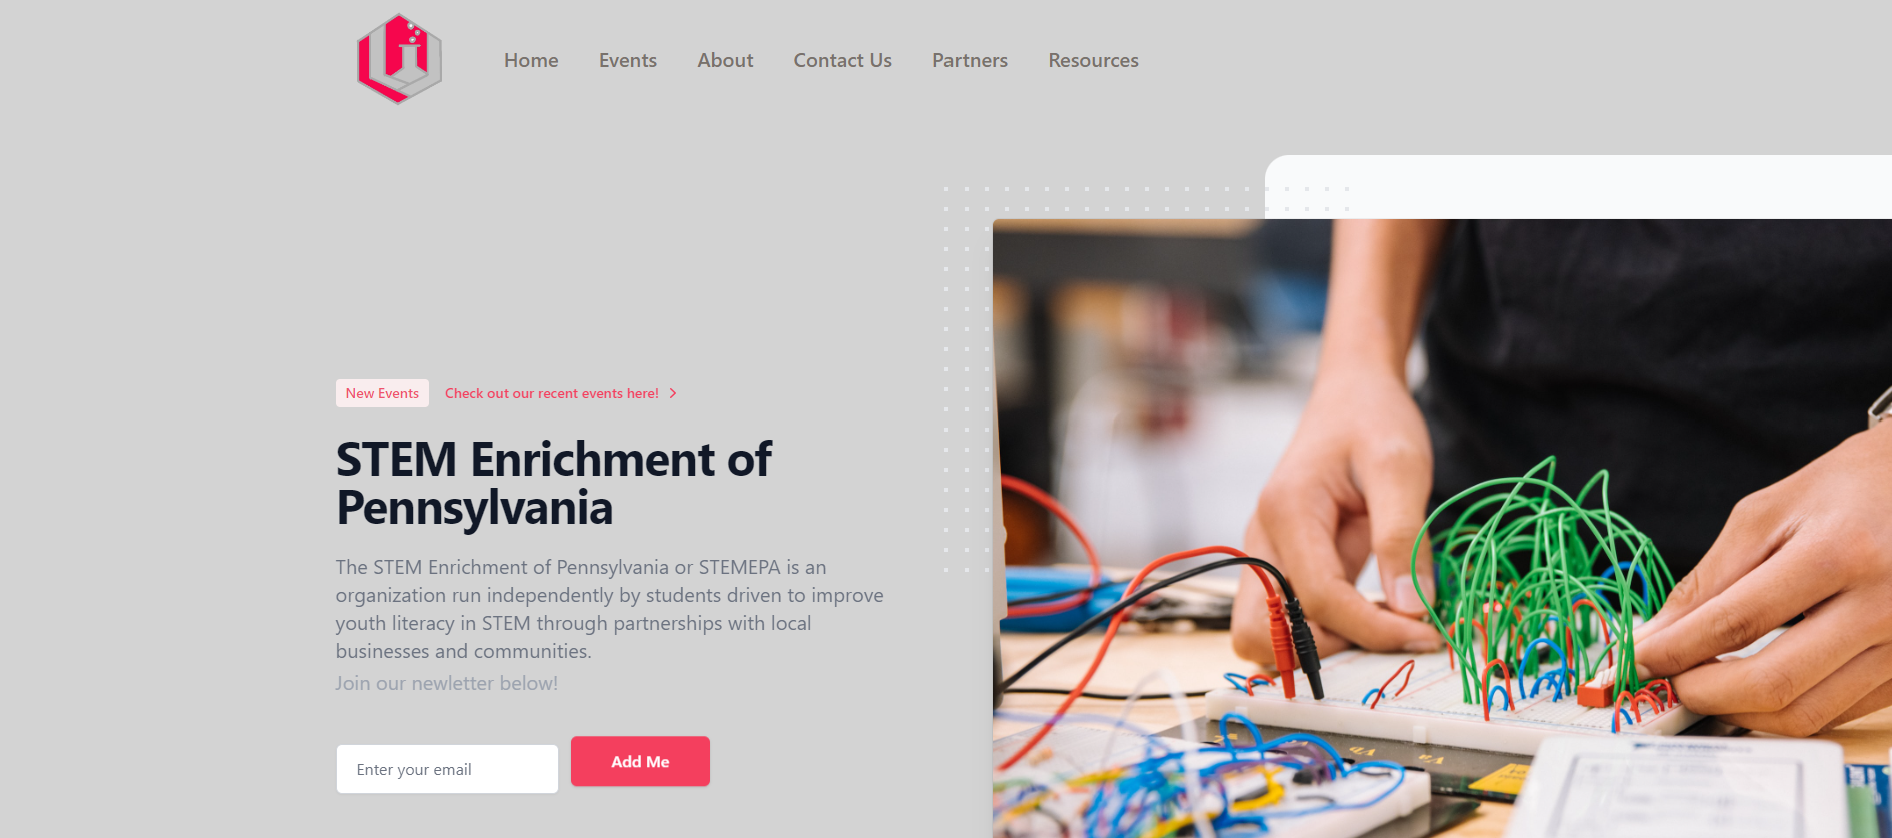 Home Events About Contact Us Partners Resources
New Events Check out our recent events here!
STEM Enrichment of
Pennsylvania
The STEM Enrichment of Pennsylvania or STEMEPA is an
organization run independently by students driven to improve
youth literacy in STEM through partnerships with local
businesses and communities.
Join our newletter below!
Enter your email Add Me